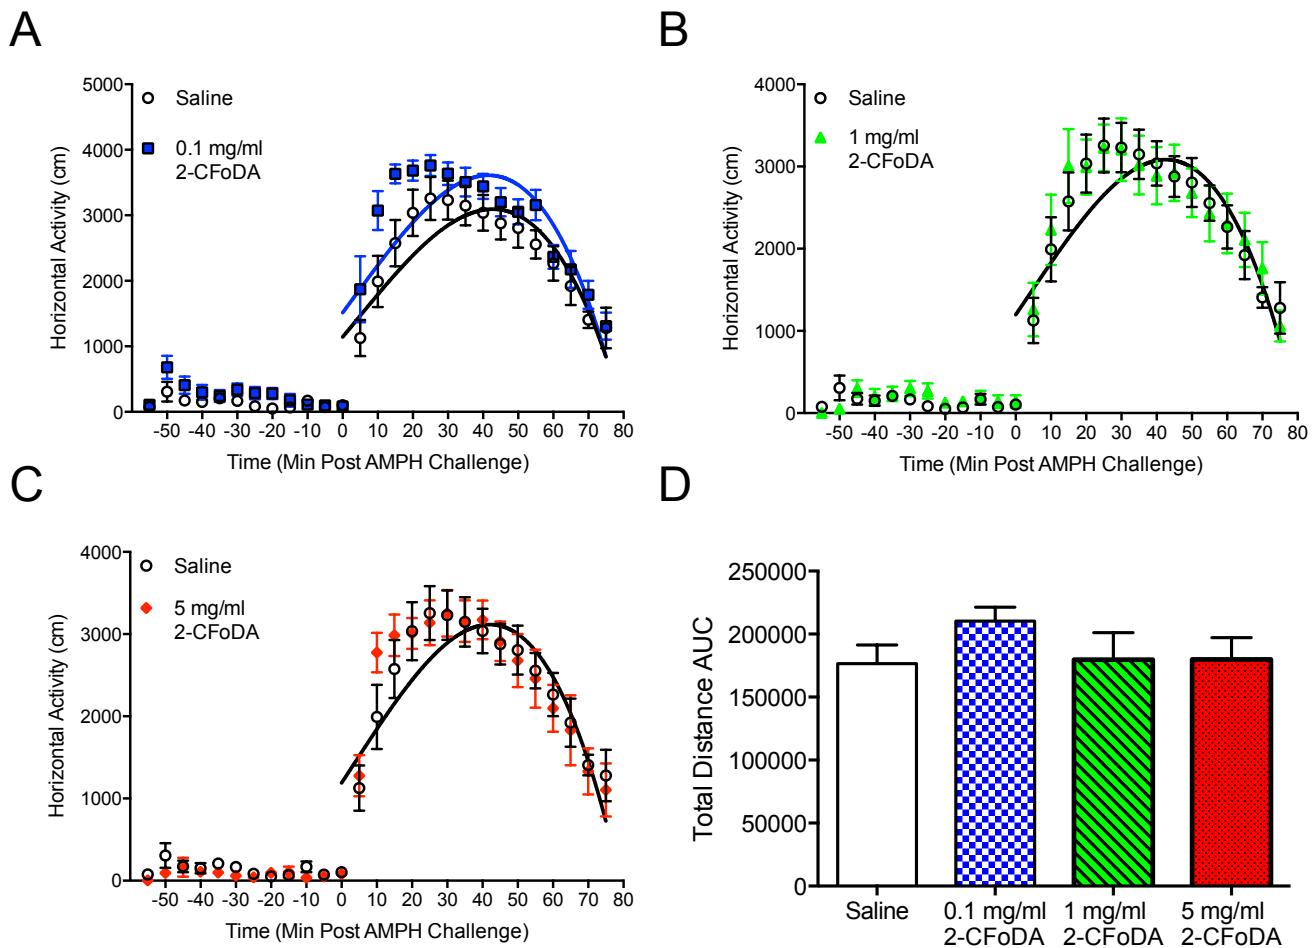 A
Horizontal Activity (cm)
5000
4000
3000
2000
1000
0
Saline
0.1 mg/ml
2-CFoDA
-50 -40 -30 -20 -10 0 10 20 30 40 50 60 70 80
Time (Min Post AMPH Challenge)
B
Horizontal Activity (cm)
4000
3000
2000
1000
0
Saline
1 mg/ml
2-CFoDA
-50 -40 -30 -20 -10 0 10 20 30 40 50 60 70 80
Time (Min Post AMPH Challenge)
C
Horizontal Activity (cm)
4000
3000
2000
1000
0
Saline
5 mg/ml
2-CFoDA
-50 -40 -30 -20 -10 0 10 20 30 40 50 60 70 80
Time (Min Post AMPH Challenge)
D
Total Distance AUC
250000
200000
150000
100000
50000
0
Saline
0.1 mg/ml
2-CFoDA
1 mg/ml
2-CFoDA
5 mg/ml
2-CFoDA